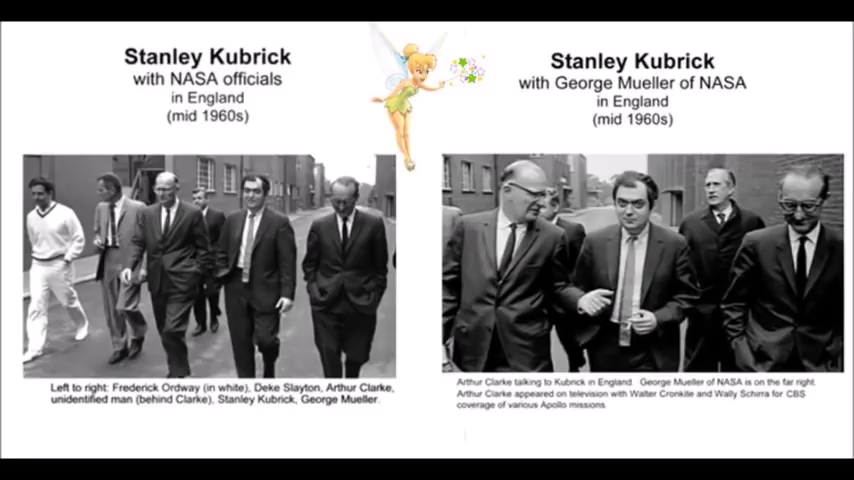 Stanley Kubrick
with NASA officials
in England
(mid 1960s)
Left to right: Frederick Ordway (in white), Deke Slayton, Arthur Clarke,
unidentified man (behind Clarke), Stanley Kubrick, George Mueller.
Stanley Kubrick
with George Mueller of NASA
in England
(mid 1960s)
Arthur Clarke talking to Kubrick in England. George Mueller of NASA is on the far right.
Arthur Clarke appeared on television with Walter Cronkite and Wally Schirra for CBS
coverage of various Apollo missions.